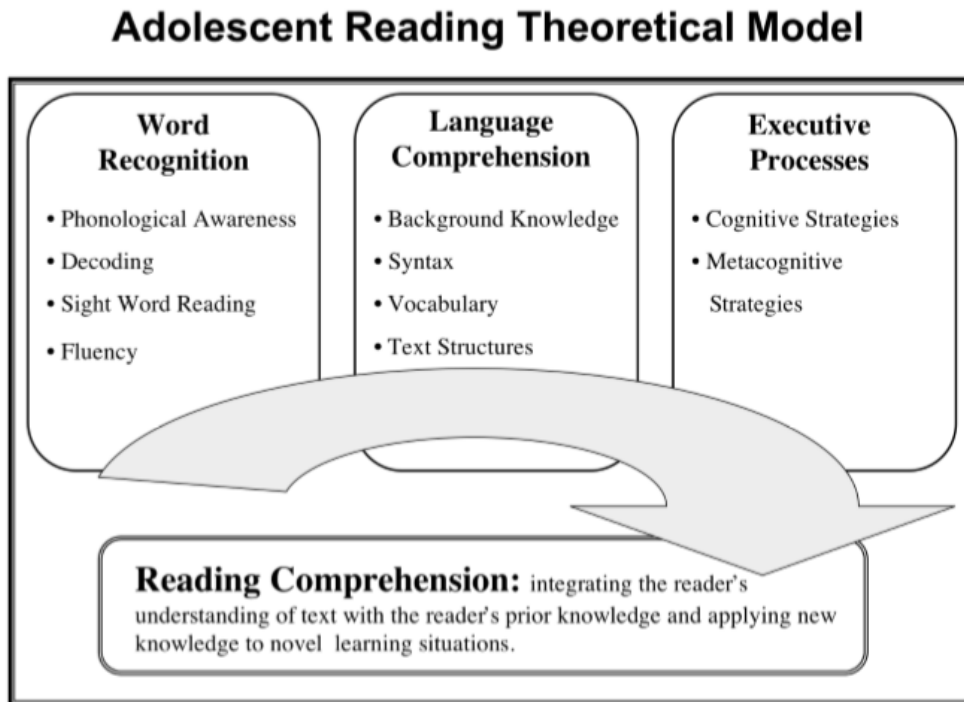 Adolescent Reading Theoretical Model
Word
Recognition
• Phonological Awareness
• Decoding
• Sight Word Reading
• Fluency
Language
Comprehension
• Background Knowledge
• Syntax
• Vocabulary
• Text Structures
Executive
Processes
• Cognitive Strategies
• Metacognitive
Strategies
Reading Comprehension: integrating the reader's
understanding of text with the reader's prior knowledge and applying new
knowledge to novel learning situations.